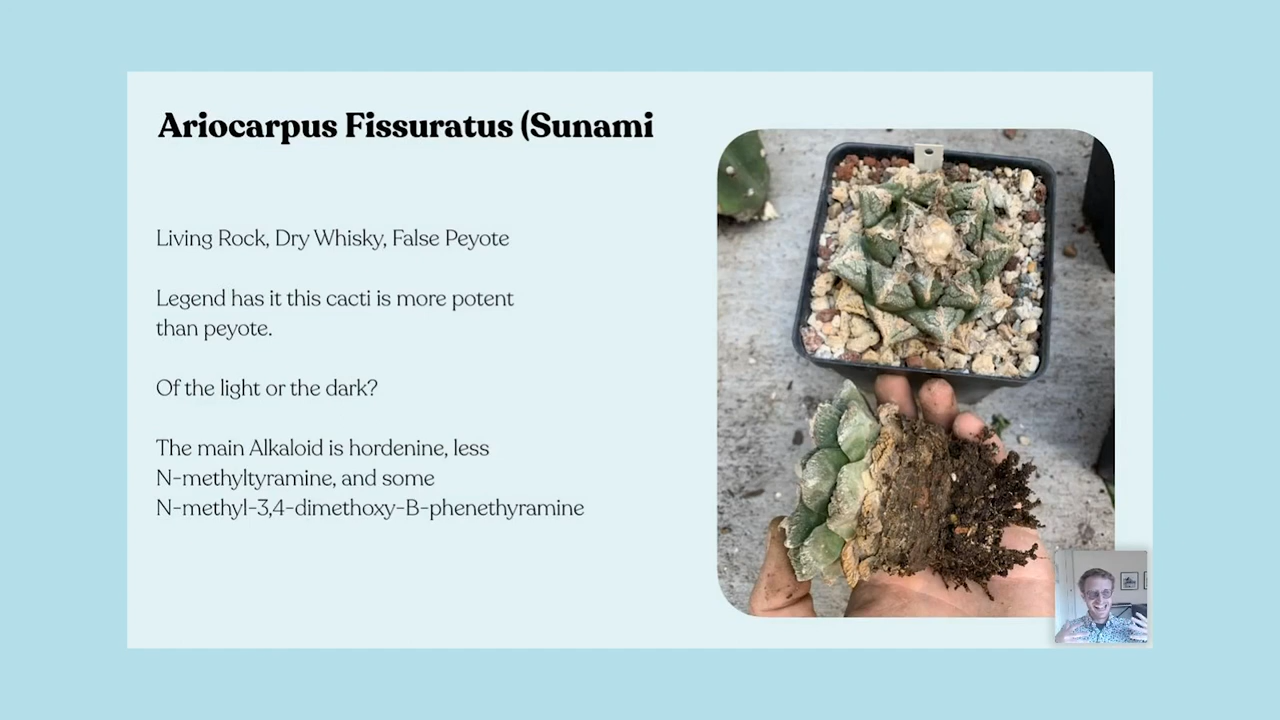 Ariocarpus Fissuratus (Sunami
Living Rock, Dry Whisky, False Peyote
Legend has it this cacti is more potent
than peyote.
Of the light or the dark?
The main Alkaloid is hordenine, less
N-methyltyramine, and some
N-methyl-3,4-dimethoxy-B-phenethyramine